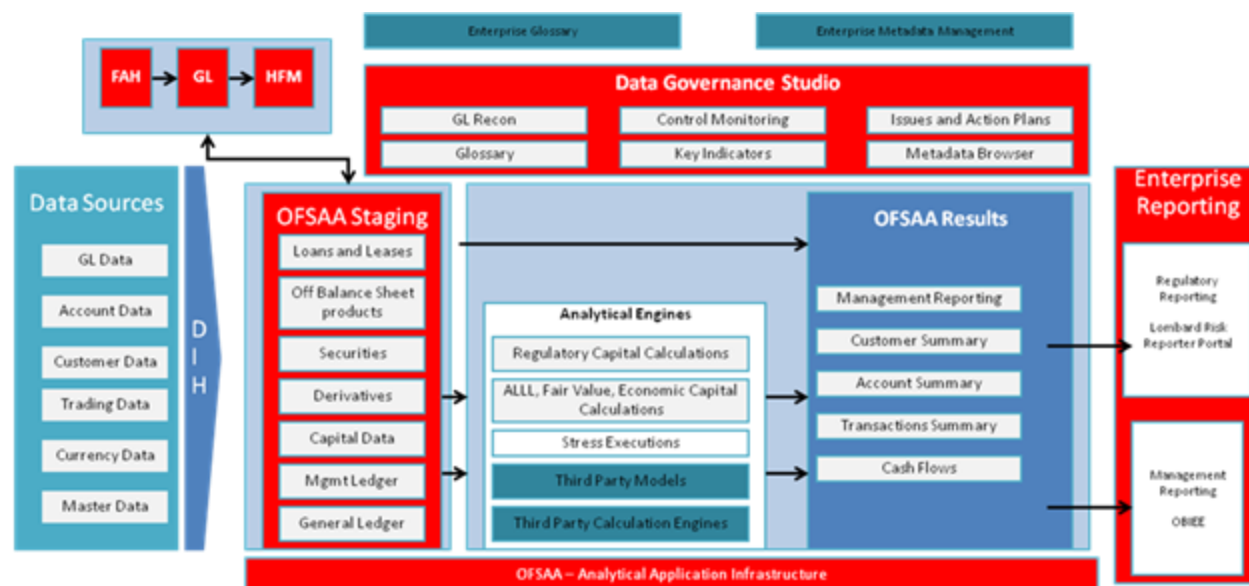 Enterprise Glossary
Enterprise Metadata Management
FAH
GL
HFM
Data Governance Studio
GL Recon
Control Monitoring
Issues and Action Plans
Glossary
Key Indicators
Metadata Browser
Data Sources
GL Data
Account Data
Customer Data
Trading Data
Currency Data
Master Data
D
I
H
OFSAA Staging
Loans and Leases
Off Balance Sheet
products
Securities
Derivatives
Capital Data
Mgmt Ledger
General Ledger
Analytical Engines
Regulatory Capital Calculations
ALLL, Fair Value, Economic Capital
Calculations
Stress Executions
Third Party Models
Third Party Calculation Engines
OFSAA Results
Management Reporting
Customer Summary
Account Summary
Transactions Summary
Cash Flows
Enterprise
Reporting
Regulatory
Reporting
Lombard Risk
Reporter Portal
Management
Reporting
OBIEE
OFSAA – Analytical Application Infrastructure